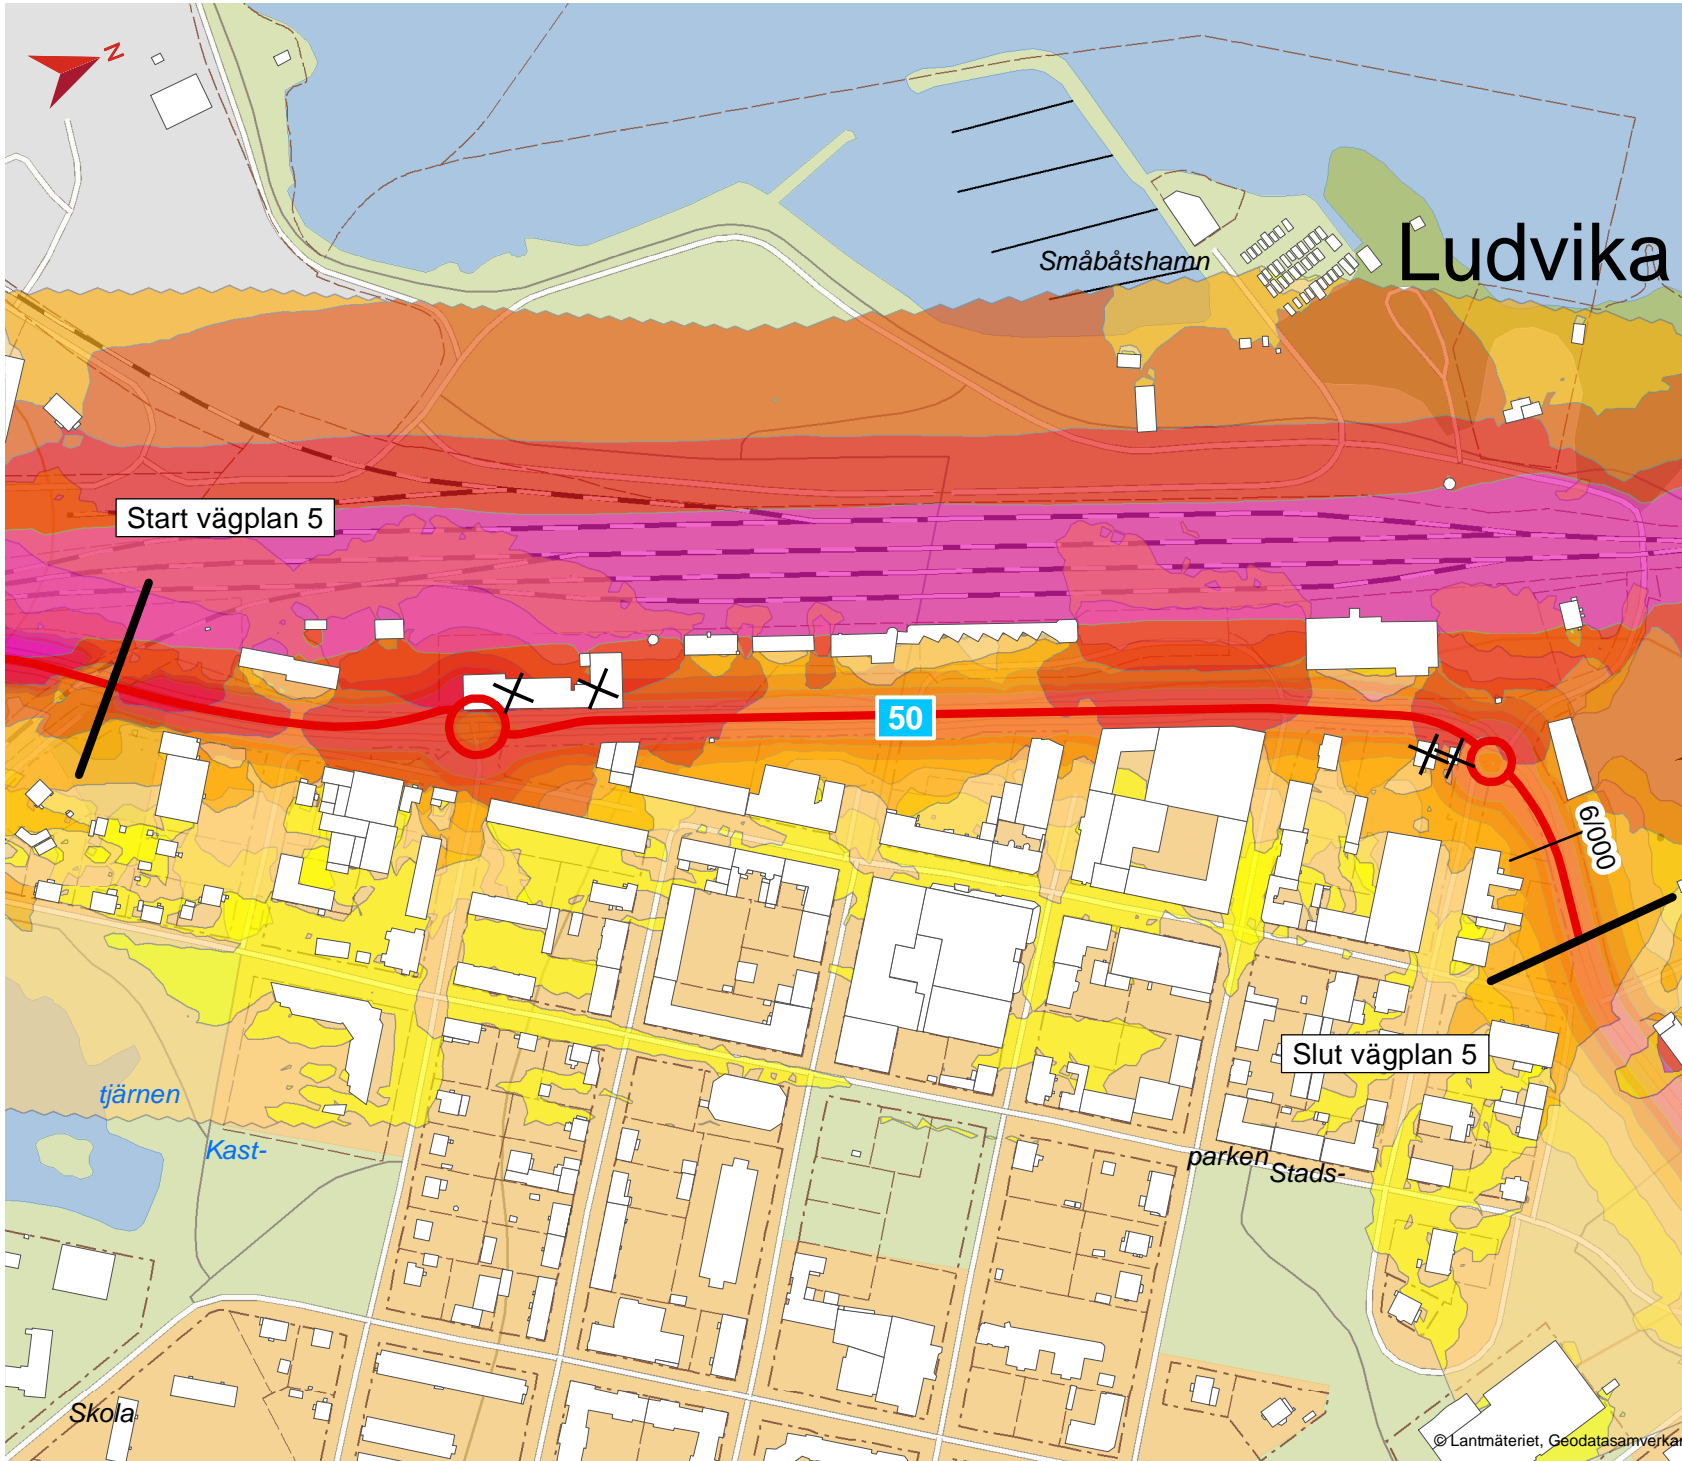 N
Ludvika
Småbåtshamn
Start vägplan 5
50
6/000
Slut vägplan 5
tjärnen
Kast-
parken
Stads-
Skola
© Lantmäteriet, Geodatasamverkan